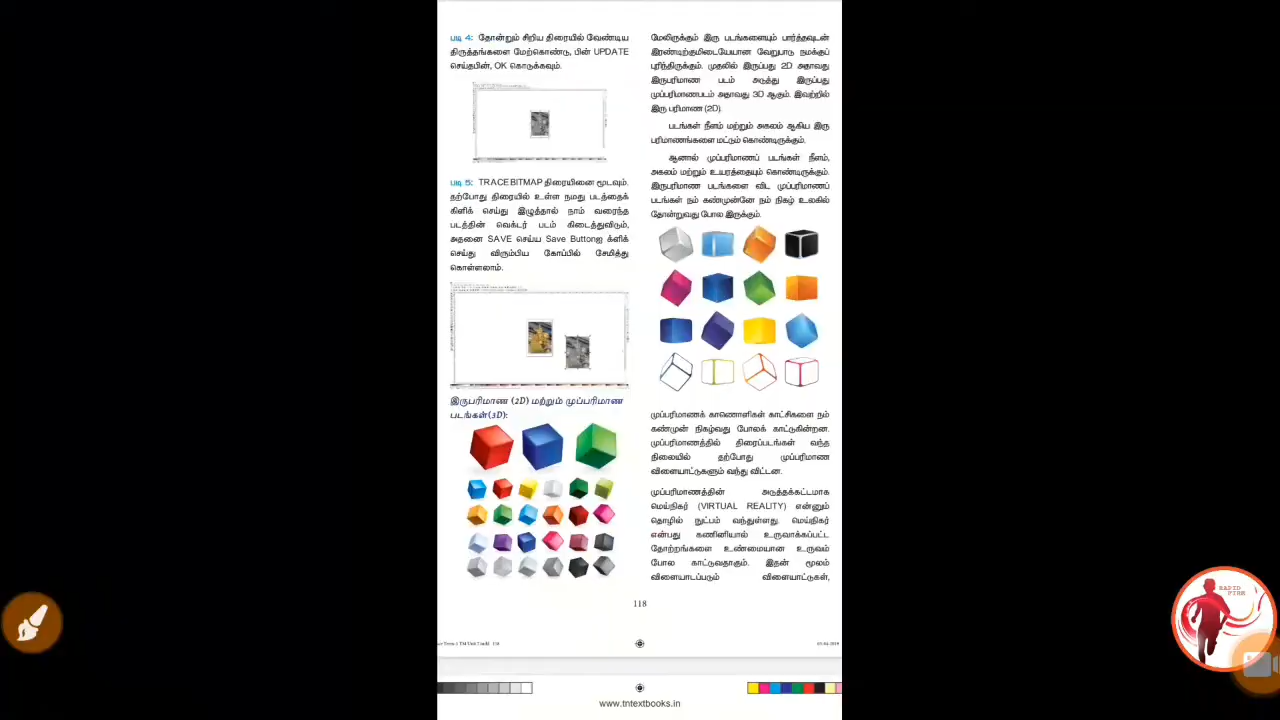 படி 4: தோன்றும் சிறிய திரையில் வேண்டிய
திருத்தங்களை மேற்கொண்டு, பின் UPDATE
செய்தபின், OK கொடுக்கவும்.
படி 5: TRACE BITMAP திரையினை மூடவும்.
தற்போது திரையில் உள்ள நமது படத்தைக்
கிளிக் செய்து இழுத்தால் நாம் வரைந்த
படத்தின் வெக்டர் படம் கிடைத்துவிடும்,
அதனை SAVE செய்ய Save Buttonஐ க்ளிக்
செய்து விரும்பிய கோப்பில் சேமித்து
கொள்ளலாம்.
இருபரிமாண (2D) மற்றும் முப்பரிமாண
படங்கள்(3D):
மேலிருக்கும் இரு படங்களையும் பார்த்தவுடன்
இரண்டிற்குமிடையேயான வேறுபாடு நமக்குப்
புரிந்திருக்கும். முதலில் இருப்பது 2D அதாவது
இருபரிமாண படம் அடுத்து இருப்பது
முப்பரிமாணபடம் அதாவது 3D ஆகும். இவற்றில்
இரு பரிமாண (2D).
படங்கள் நீளம் மற்றும் அகலம் ஆகிய இரு
பரிமாணங்களை மட்டும் கொண்டிருக்கும்.
ஆனால் முப்பரிமாணப் படங்கள் நீளம்,
அகலம் மற்றும் உயரத்தையும் கொண்டிருக்கும்.
இருபரிமாண படங்களை விட முப்பரிமாணப்
படங்கள் நம் கண்முன்னே நம் நிகழ் உலகில்
தோன்றுவது போல இருக்கும்.
முப்பரிமாணக் காணொளிகள் காட்சிகளை நம்
கண்முன் நிகழ்வது போலக் காட்டுகின்றன.
முப்பரிமாணத்தில் திரைப்படங்கள் வந்த
நிலையில் தற்போது முப்பரிமாண
விளையாட்டுகளும் வந்து விட்டன.
முப்பரிமாணத்தின் அடுத்தக்கட்டமாக
மெய்நிகர் (VIRTUAL REALITY) என்னும்
தொழில் நுட்பம் வந்துள்ளது. மெய்நிகர்
என்பது கணினியால் உருவாக்கப்பட்ட
தோற்றங்களை உண்மையான உருவம்
போல காட்டுவதாகும். இதன் மூலம்
விளையாடப்படும் விளையாட்டுகள்,
118
www.tntextbooks.in
RAPID
FIRE